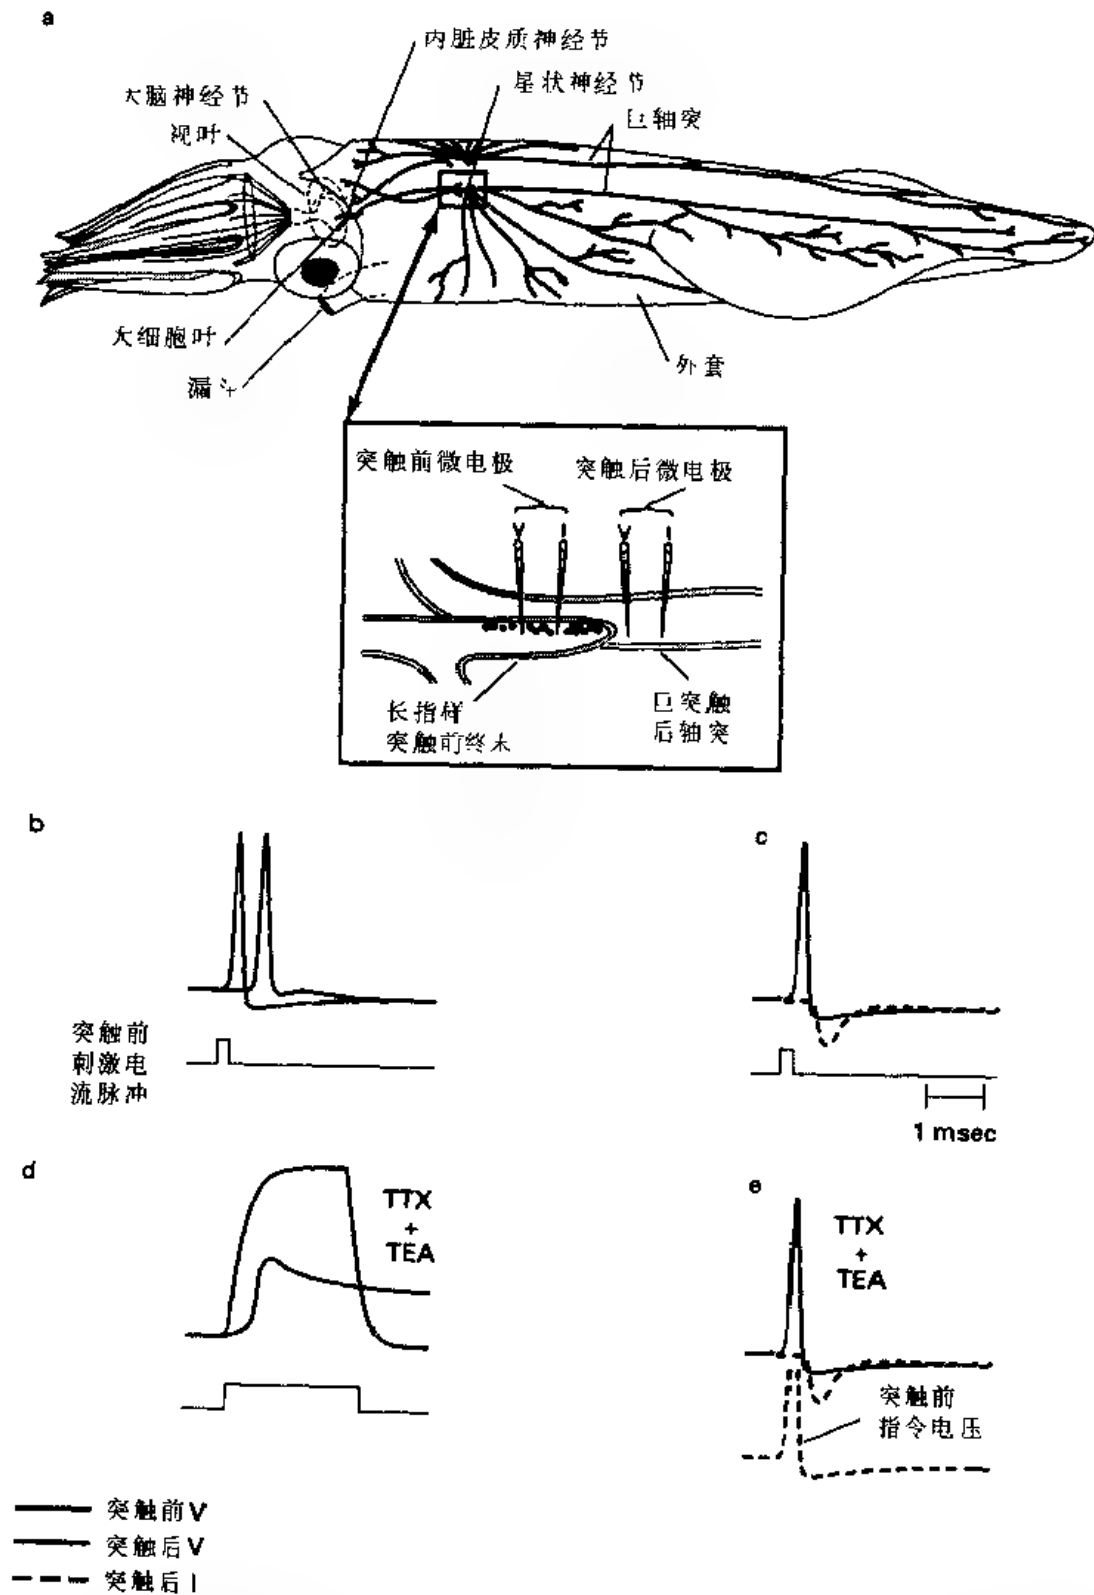 a
内脏皮质神经节
星状神经节
大脑神经节
巨轴突
视叶
大细胞叶
漏斗
外套
突触前微电极
突触后微电极
V
I
V
I
长指样
突触前终末
巨突触
后轴突
b
c
突触前
刺激电
流脉冲
1 msec
d
TTX
+
TEA
e
TTX
+
TEA
突触前
指令电压
突触前V
突触后V
突触后I